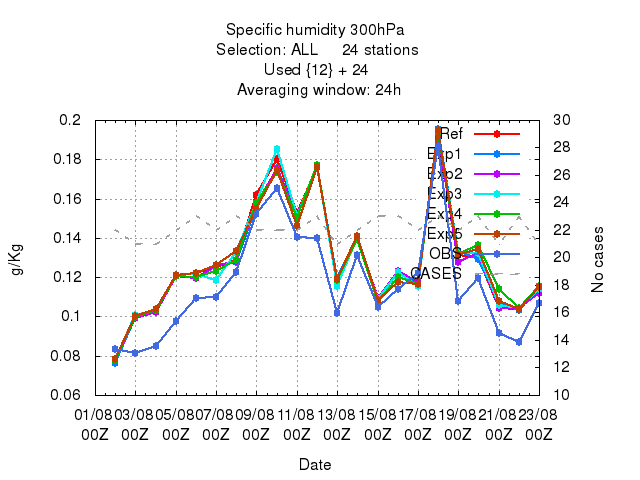 Specific humidity 300hPa
Selection: ALL 24 stations
Used {12} + 24
Averaging window: 24h
0.2
0.18
0.16
0.14
0.12
0.1
0.08
0.06
g/Kg
30
28
26
24
22
20
18
16
14
12
10
No cases
Ref
Exp1
Exp2
Exp3
Exp4
Exp5
OBS
CASES
01/08 03/08 05/08 07/08 09/08 11/08 13/08 15/08 17/08 19/08 21/08 23/08
00Z 00Z 00Z 00Z 00Z 00Z 00Z 00Z 00Z 00Z 00Z 00Z
Date